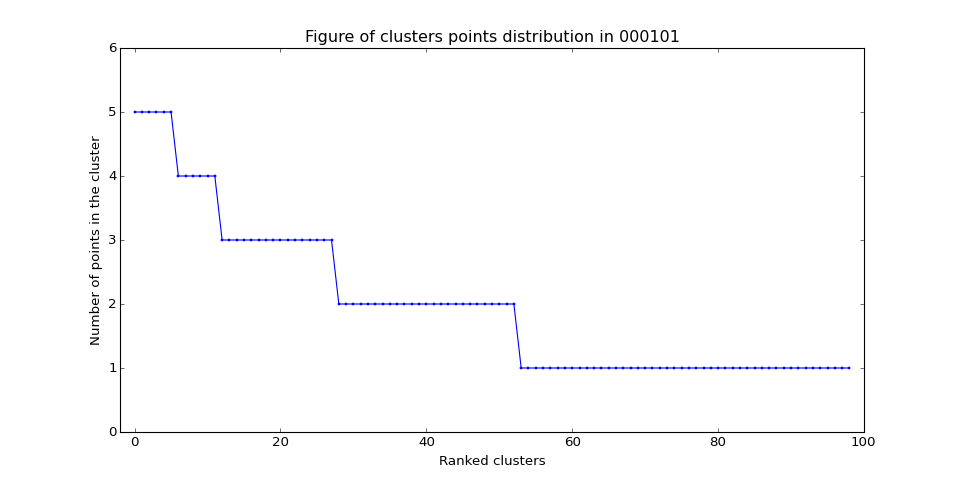 Figure of clusters points distribution in 000101
6
5
4
3
2
1
0
Number of points in the cluster
0 20 40 60 80 100
Ranked clusters